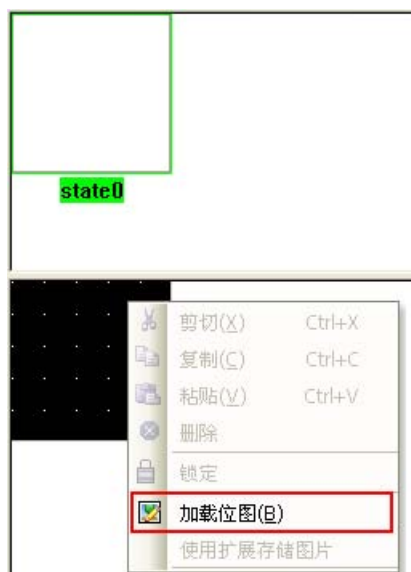 state0
剪切(X) Ctrl+X
复制(C) Ctrl+C
粘贴(V) Ctrl+V
删除
锁定
加载位图(B)
使用扩展存储图片